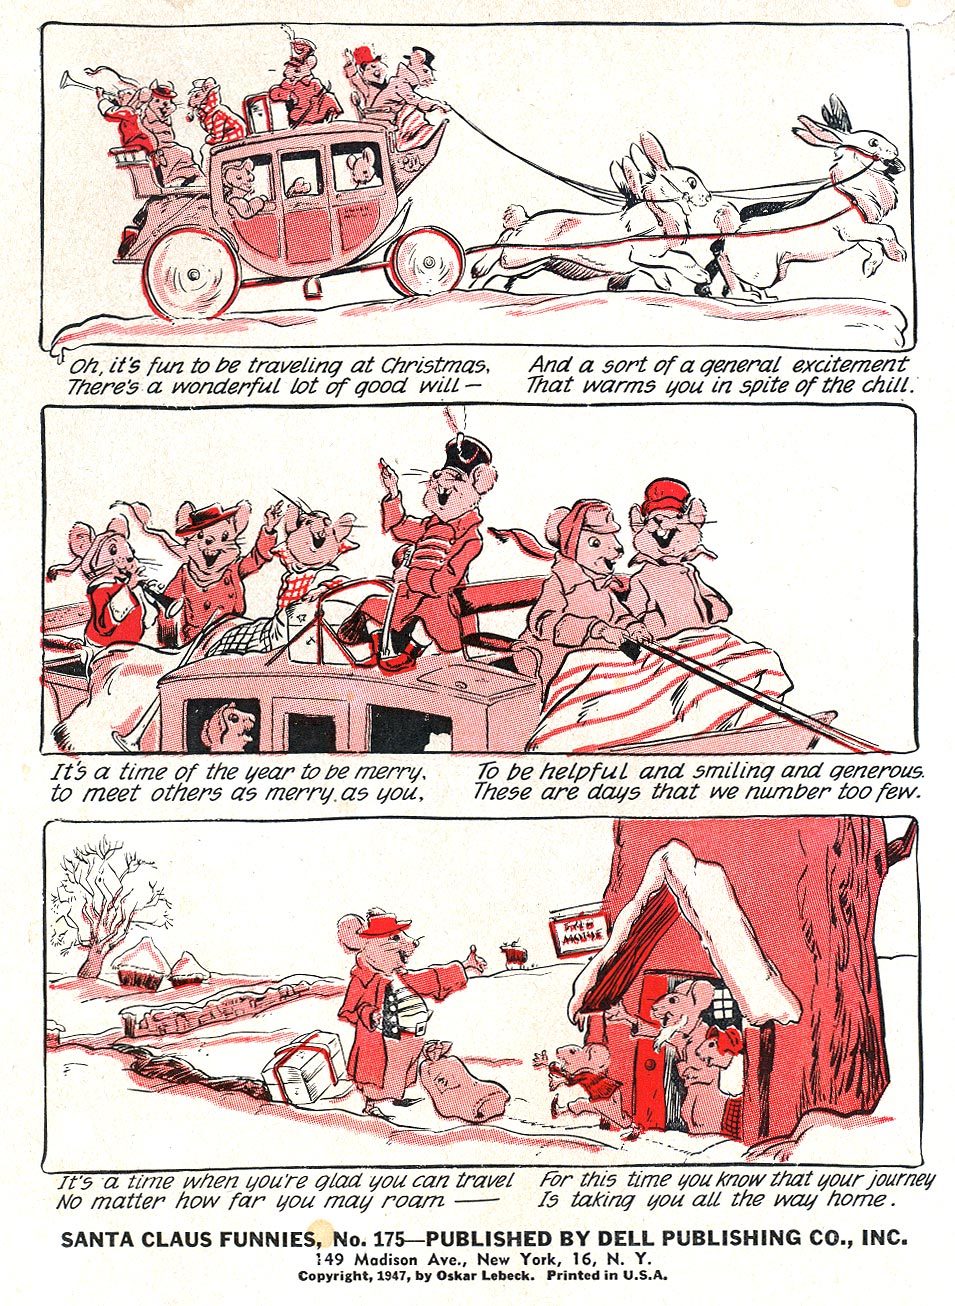 Oh, it's fun to be traveling at Christmas,
There's a wonderful lot of good will —
And a sort of a general excitement
That warms you in spite of the chill.
It's a time of the year to be merry,
to meet others as merry as you,
To be helpful and smiling and generous.
These are days that we number too few.
It's a time when you're glad you can travel
No matter how far you may roam —
For this time you know that your journey
Is taking you all the way home.
SANTA CLAUS FUNNIES, No. 175—PUBLISHED BY DELL PUBLISHING CO., INC.
149 Madison Ave., New York, 16, N. Y.
Copyright, 1947, by Oskar Lebeck. Printed in U.S.A.